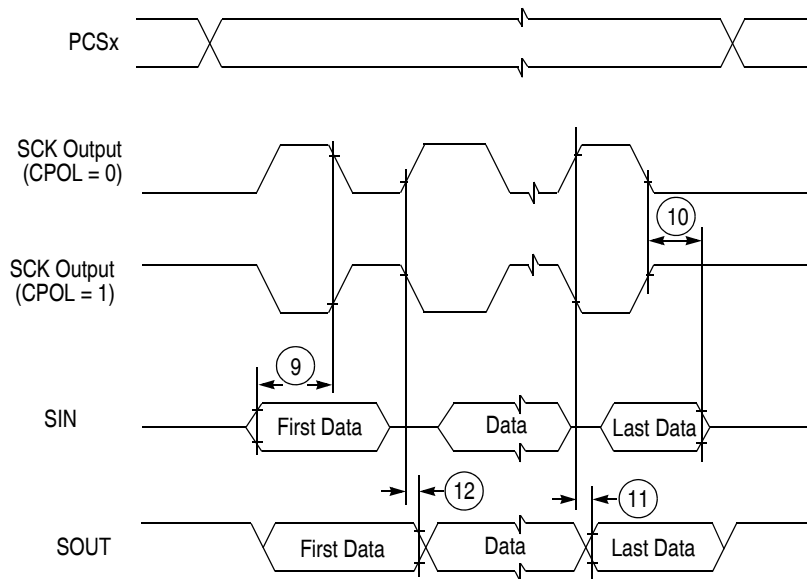 PCSx
SCK Output
(CPOL = 0)
10
SCK Output
(CPOL = 1)
9
SIN
First Data
Data
Last Data
12
11
SOUT
First Data
Data
Last Data